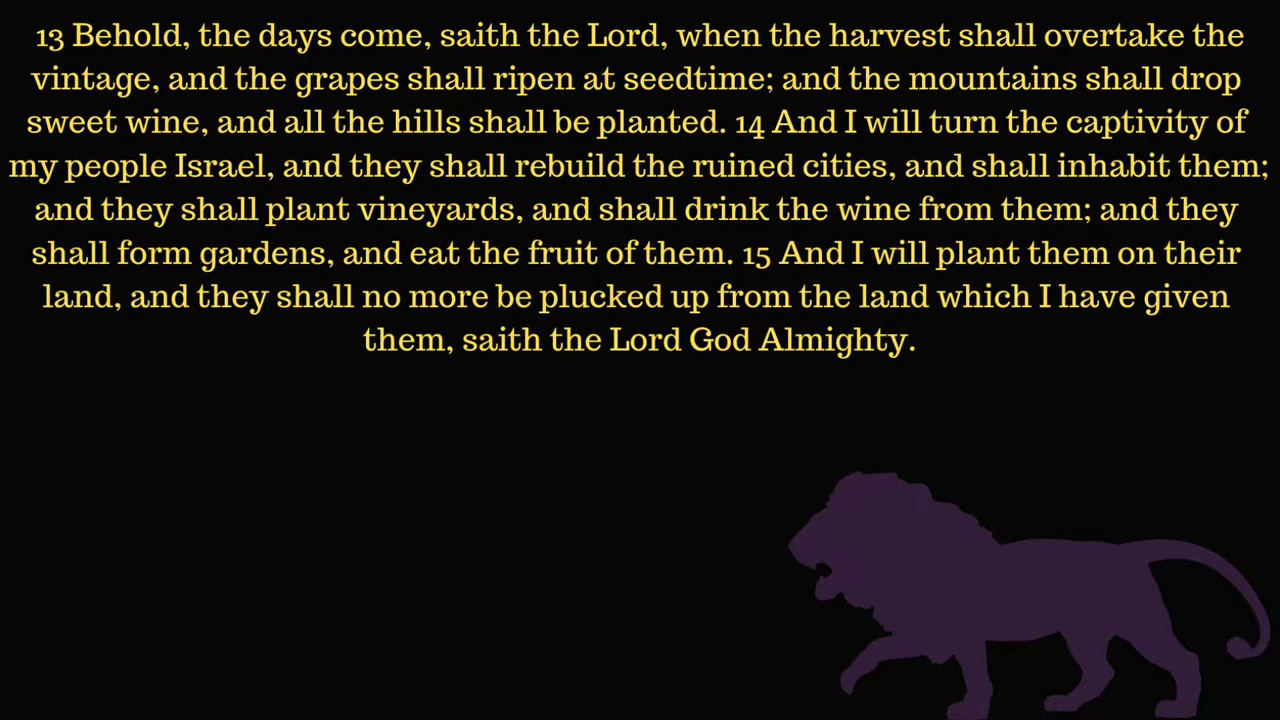 13 Behold, the days come, saith the Lord, when the harvest shall overtake the
vintage, and the grapes shall ripen at seedtime; and the mountains shall drop
sweet wine, and all the hills shall be planted. 14 And I will turn the captivity of
my people Israel, and they shall rebuild the ruined cities, and shall inhabit them;
and they shall plant vineyards, and shall drink the wine from them; and they
shall form gardens, and eat the fruit of them. 15 And I will plant them on their
land, and they shall no more be plucked up from the land which I have given
them, saith the Lord God Almighty.